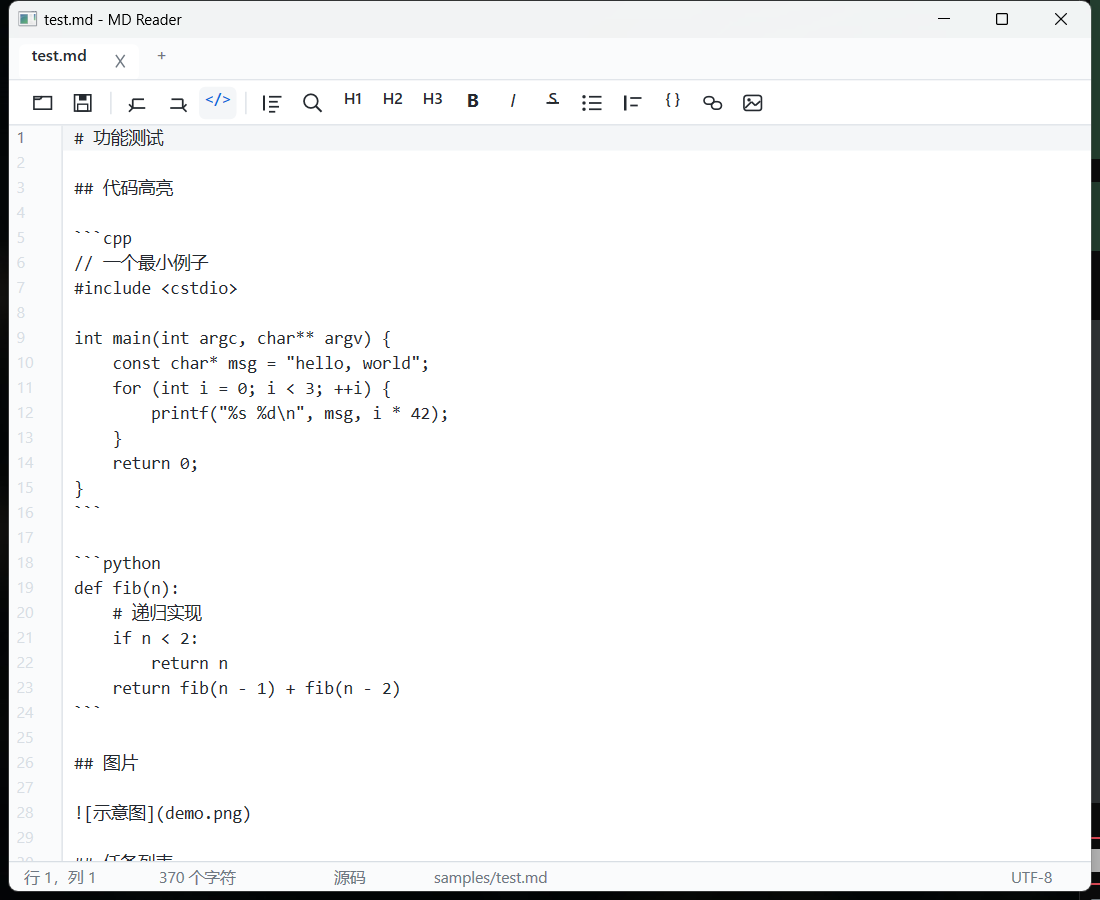 test.md - MD Reader
test.md X +
</> H1 H2 H3 B I S { }
1 # 功能测试
2
3 ## 代码高亮
4
5 ```cpp
6 // 一个最小例子
7 #include <cstdio>
8
9 int main(int argc, char** argv) {
10     const char* msg = "hello, world";
11     for (int i = 0; i < 3; ++i) {
12         printf("%s %d\n", msg, i * 42);
13     }
14     return 0;
15 }
16 ```
17
18 ```python
19 def fib(n):
20     # 递归实现
21     if n < 2:
22         return n
23     return fib(n - 1) + fib(n - 2)
24 ```
25
26 ## 图片
27
28 ![示意图](demo.png)
29
30 ## 任务列表
行 1，列 1 370 个字符 源码 samples/test.md UTF-8